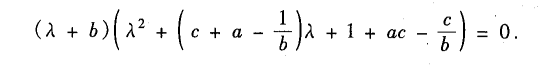 (λ + b)(λ² + (c + a − 1/b)λ + 1 + ac − c/b) = 0.